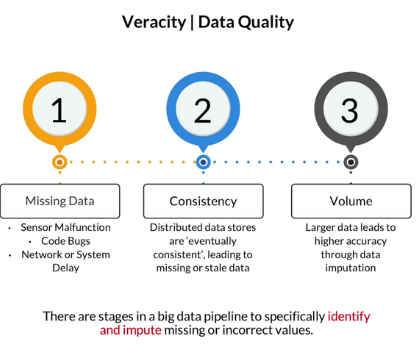 Veracity | Data Quality
1
2
3
Missing Data
Consistency
Volume
• Sensor Malfunction
• Code Bugs
• Network or System
Delay
Distributed data stores
are ‘eventually
consistent’, leading to
missing or stale data
Larger data leads to
higher accuracy
through data
imputation
There are stages in a big data pipeline to specifically identify
and impute missing or incorrect values.